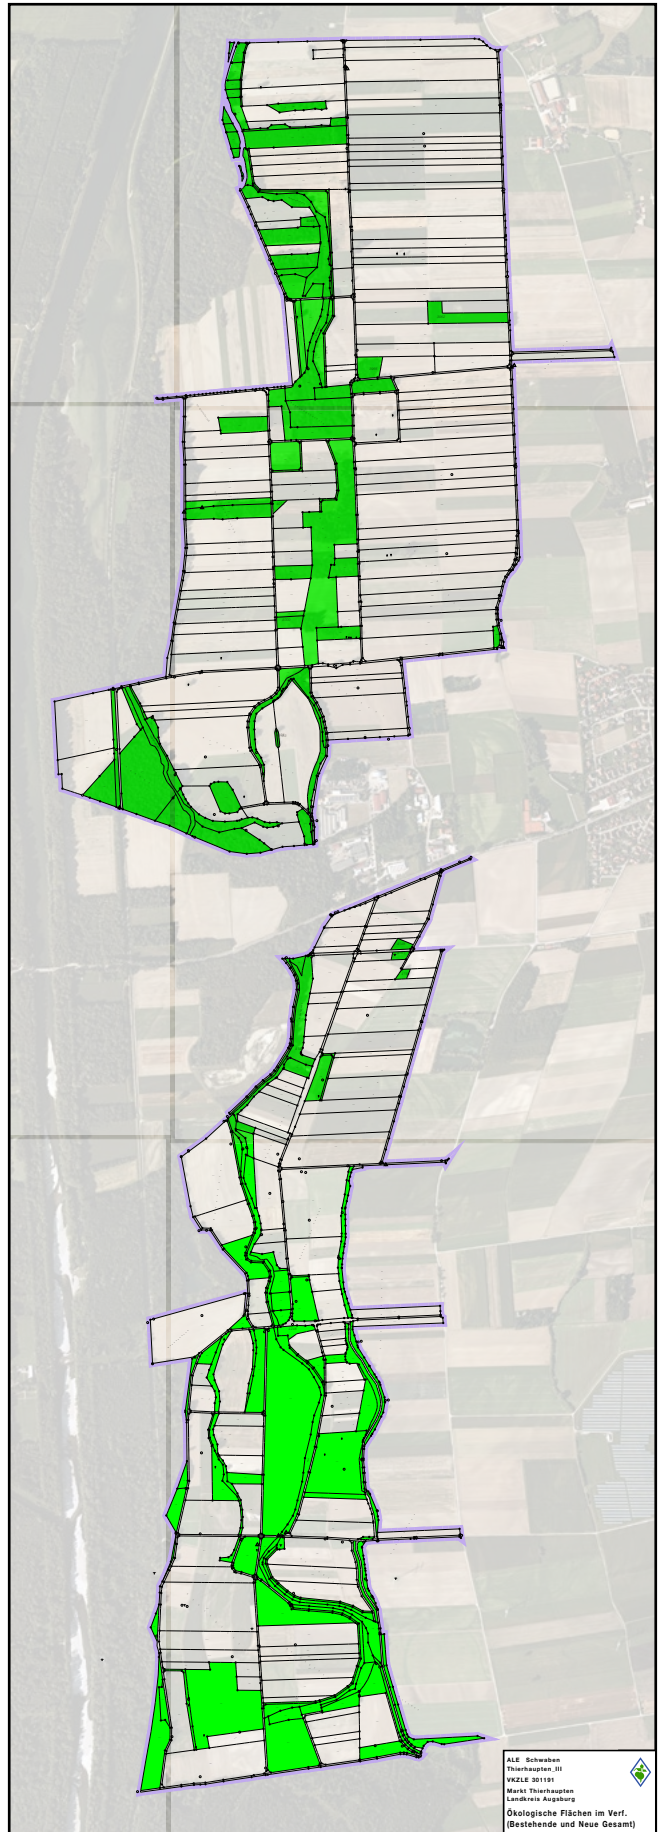 ALE Schwaben
Thierhaupten_III
VKZLE 301191
Markt Thierhaupten
Landkreis Augsburg
Ökologische Flächen im Verf.
(Bestehende und Neue Gesamt)